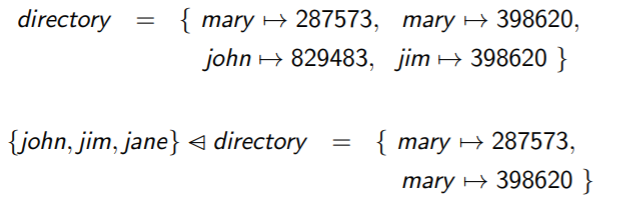 directory = { mary ↦ 287573, mary ↦ 398620,
john ↦ 829483, jim ↦ 398620 }
{john, jim, jane} ⩤ directory = { mary ↦ 287573,
mary ↦ 398620 }